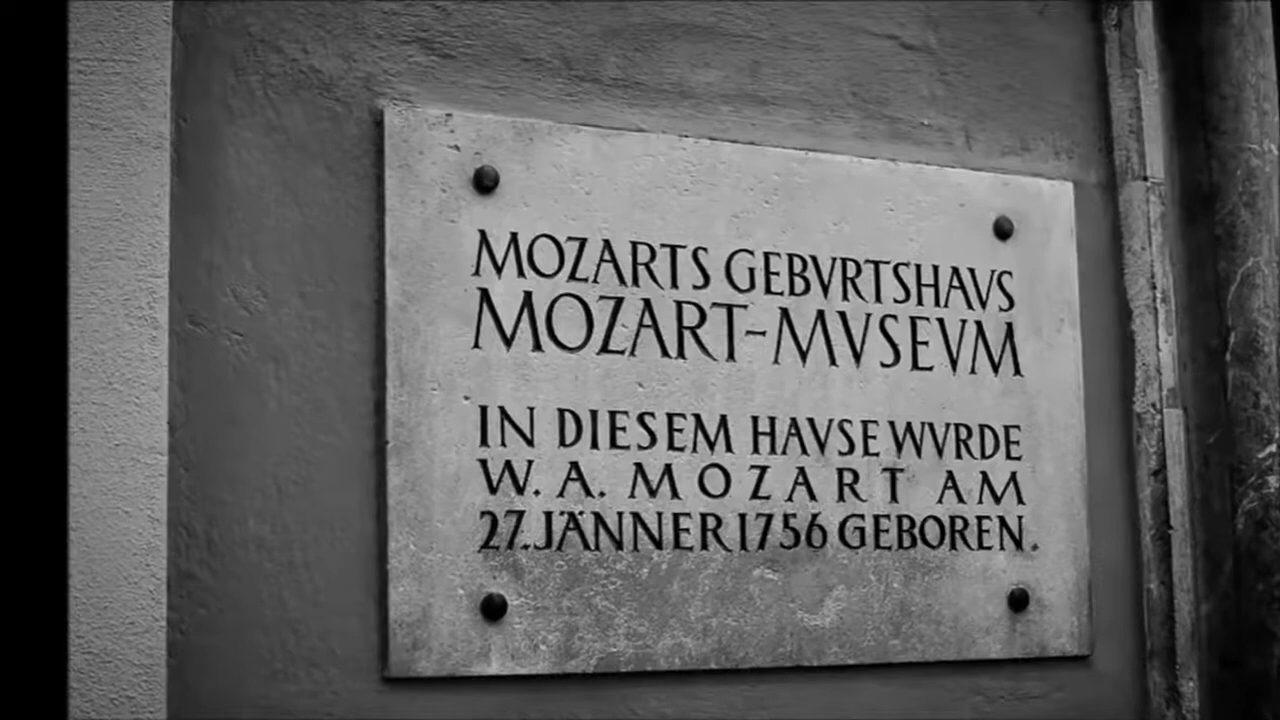 MOZARTS GEBVRTSHAVS
MOZART-MVSEVM
IN DIESEM HAVSE WVRDE
W. A. MOZART AM
27. JÄNNER 1756 GEBOREN.